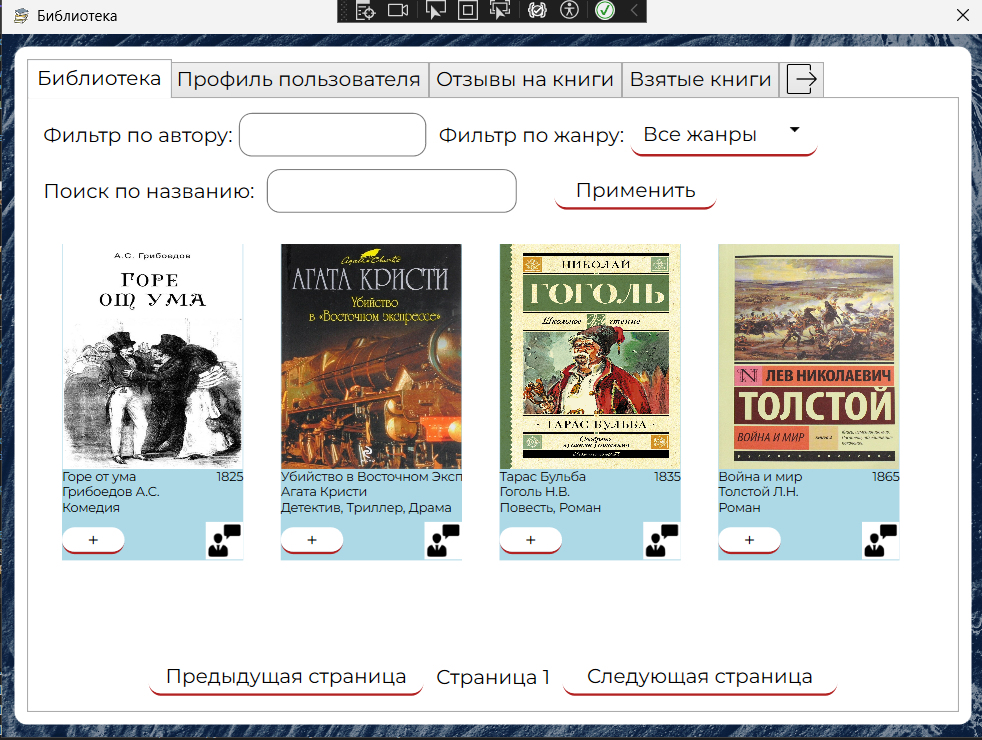 Библиотека
Библиотека
Профиль пользователя
Отзывы на книги
Взятые книги
Фильтр по автору:
Фильтр по жанру:
Все жанры
Поиск по названию:
Применить
А.С. Грибоедов
ГОРЕ
ОТ УМА
Agatha Christie
АГАТА КРИСТИ
Убийство
в «Восточном экспрессе»
НИКОЛАЙ
ГОГОЛЬ
Школьное чтение
ТАРАС БУЛЬБА
ЛЕВ НИКОЛАЕВИЧ
ТОЛСТОЙ
ВОЙНА И МИР
Горе от ума 1825
Грибоедов А.С.
Комедия
+
Убийство в Восточном Эксп
Агата Кристи
Детектив, Триллер, Драма
+
Тарас Бульба 1835
Гоголь Н.В.
Повесть, Роман
+
Война и мир 1865
Толстой Л.Н.
Роман
+
Предыдущая страница
Страница 1
Следующая страница